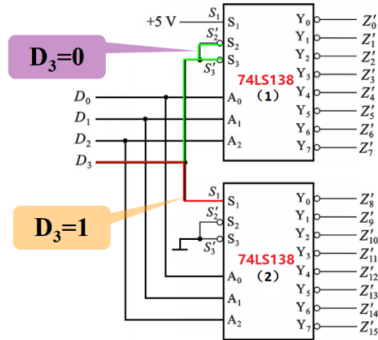 +5 V S₁ S₁ Y₀ Z′₀
S′₂ S₂ Y₁ Z′₁
D₃=0 S₃ Y₂ Z′₂
S′₃ 74LS138 Y₃ Z′₃
D₀ A₀ （1） Y₄ Z′₄
D₁ A₁ Y₅ Z′₅
Y₆ Z′₆
D₂ A₂ Y₇ Z′₇
D₃
S₁ S₁ Y₀ Z′₈
S′₂ S₂ Y₁ Z′₉
D₃=1 S₃ Y₂ Z′₁₀
S′₃ 74LS138 Y₃ Z′₁₁
A₀ （2） Y₄ Z′₁₂
A₁ Y₅ Z′₁₃
Y₆ Z′₁₄
A₂ Y₇ Z′₁₅